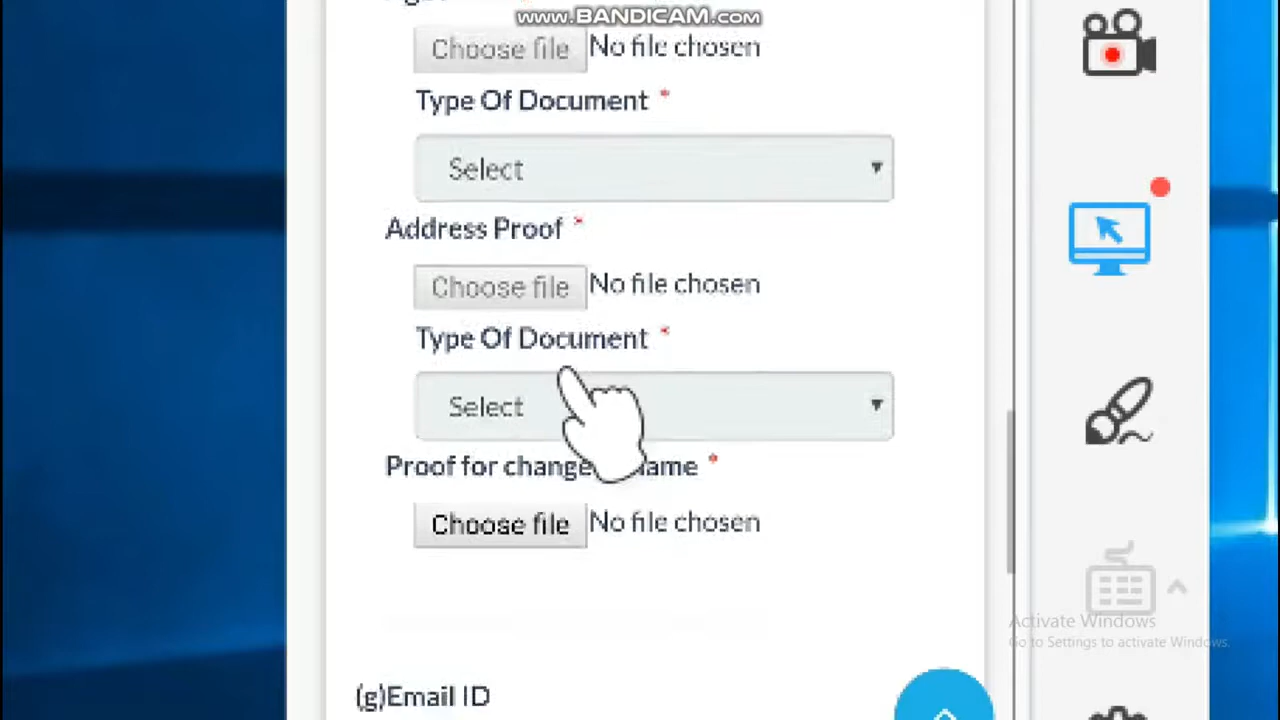 www.BANDICAM.com
Choose file No file chosen
Type Of Document *
Select
Address Proof *
Choose file No file chosen
Type Of Document *
Select
Proof for change name *
Choose file No file chosen
Activate Windows
Go to Settings to activate Windows.
(g)Email ID